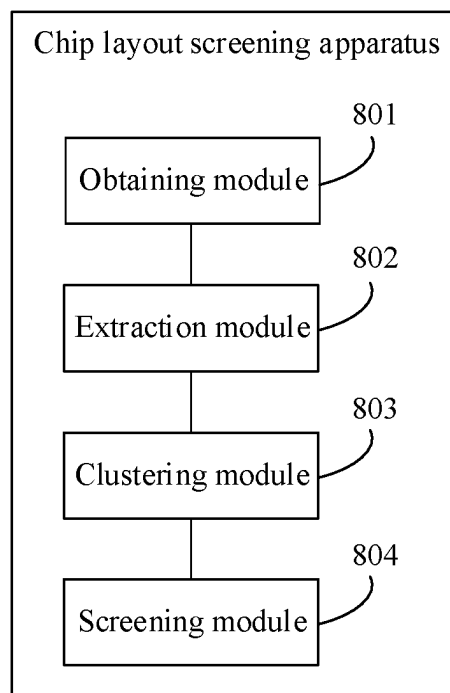 Chip layout screening apparatus
801
Obtaining module
802
Extraction module
803
Clustering module
804
Screening module